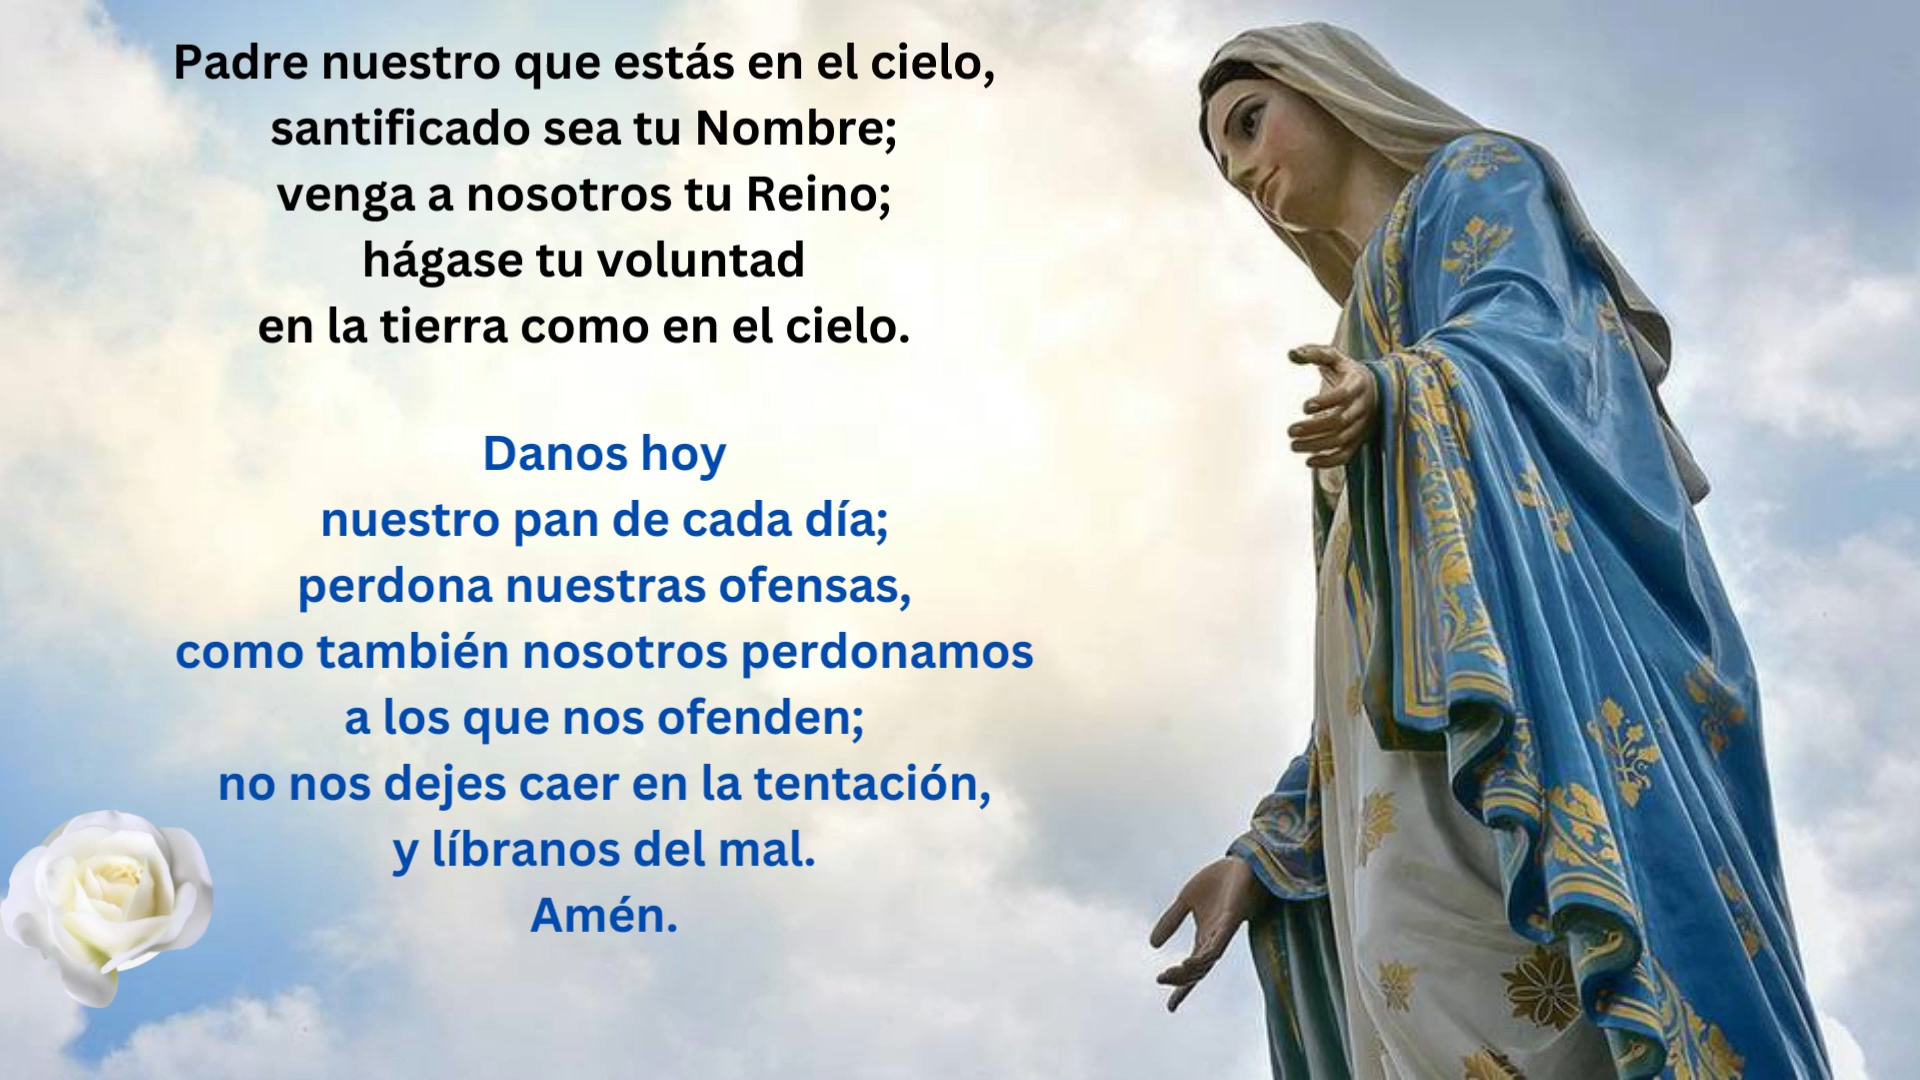 Padre nuestro que estás en el cielo,
santificado sea tu Nombre;
venga a nosotros tu Reino;
hágase tu voluntad
en la tierra como en el cielo.
Danos hoy
nuestro pan de cada día;
perdona nuestras ofensas,
como también nosotros perdonamos
a los que nos ofenden;
no nos dejes caer en la tentación,
y líbranos del mal.
Amén.